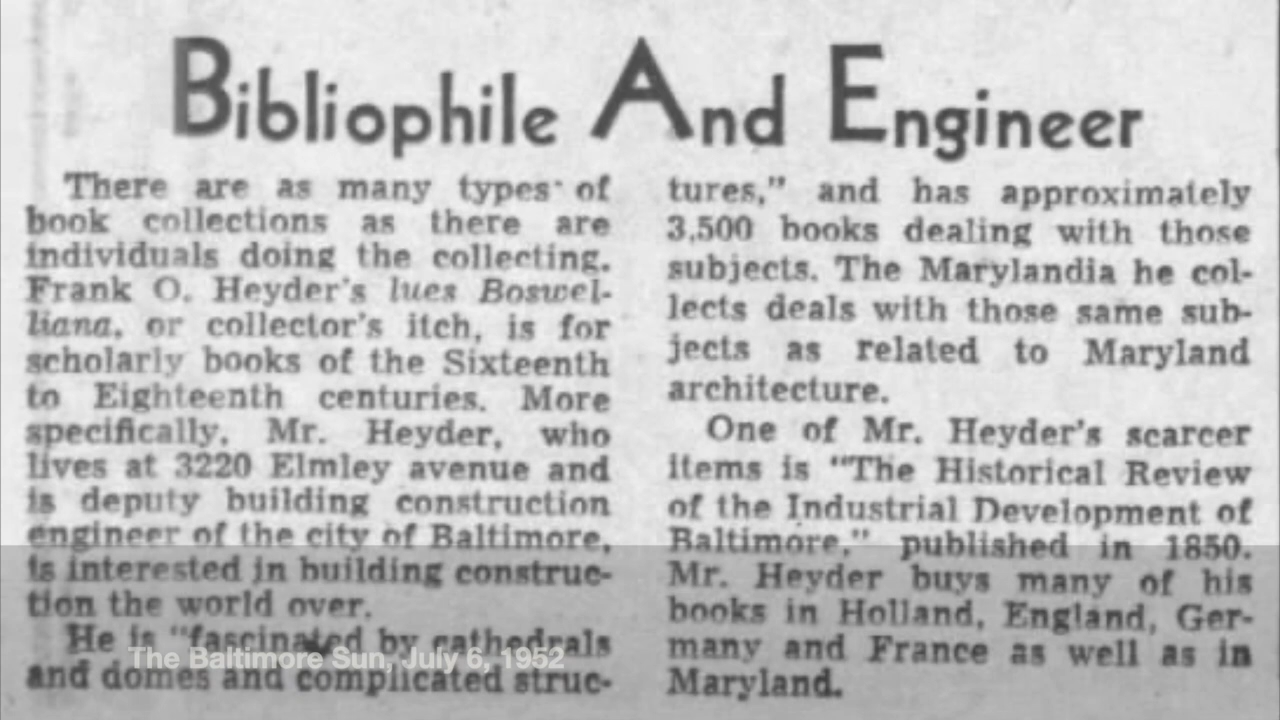 Bibliophile And Engineer
There are as many types of
book collections as there are
individuals doing the collecting.
Frank O. Heyder's lues Boswel-
liana, or collector's itch, is for
scholarly books of the Sixteenth
to Eighteenth centuries. More
specifically, Mr. Heyder, who
lives at 3220 Elmley avenue and
is deputy building construction
engineer of the city of Baltimore,
is interested in building construc-
tion the world over.
He is "fascinated by cathedrals
and domes and complicated struc-
tures," and has approximately
3,500 books dealing with those
subjects. The Marylandia he col-
lects deals with those same sub-
jects as related to Maryland
architecture.
One of Mr. Heyder's scarcer
items is "The Historical Review
of the Industrial Development of
Baltimore," published in 1850.
Mr. Heyder buys many of his
books in Holland, England, Ger-
many and France as well as in
Maryland.
The Baltimore Sun, July 6, 1952